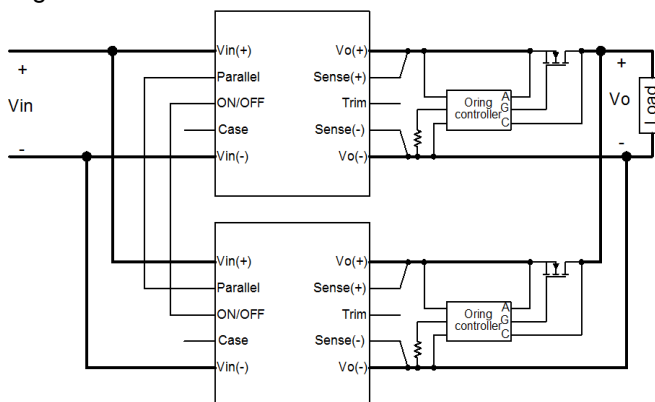 Vin(+)
Vo(+)
Parallel
Sense(+)
ON/OFF
Trim
Case
Sense(-)
Vin(-)
Vo(-)
Oring
controller
A
G
C
+
Vin
-
+
Vo
-
Load
Vin(+)
Vo(+)
Parallel
Sense(+)
ON/OFF
Trim
Case
Sense(-)
Vin(-)
Vo(-)
Oring
controller
A
G
C